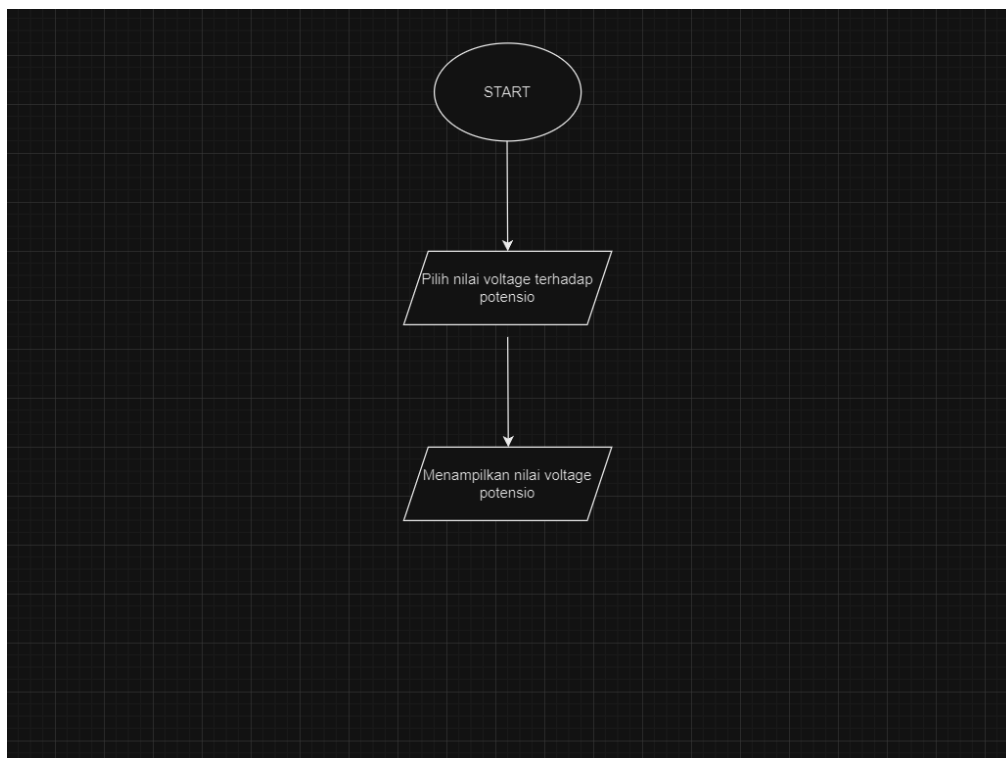 START
Pilih nilai voltage terhadap
potensio
Menampilkan nilai voltage
potensio